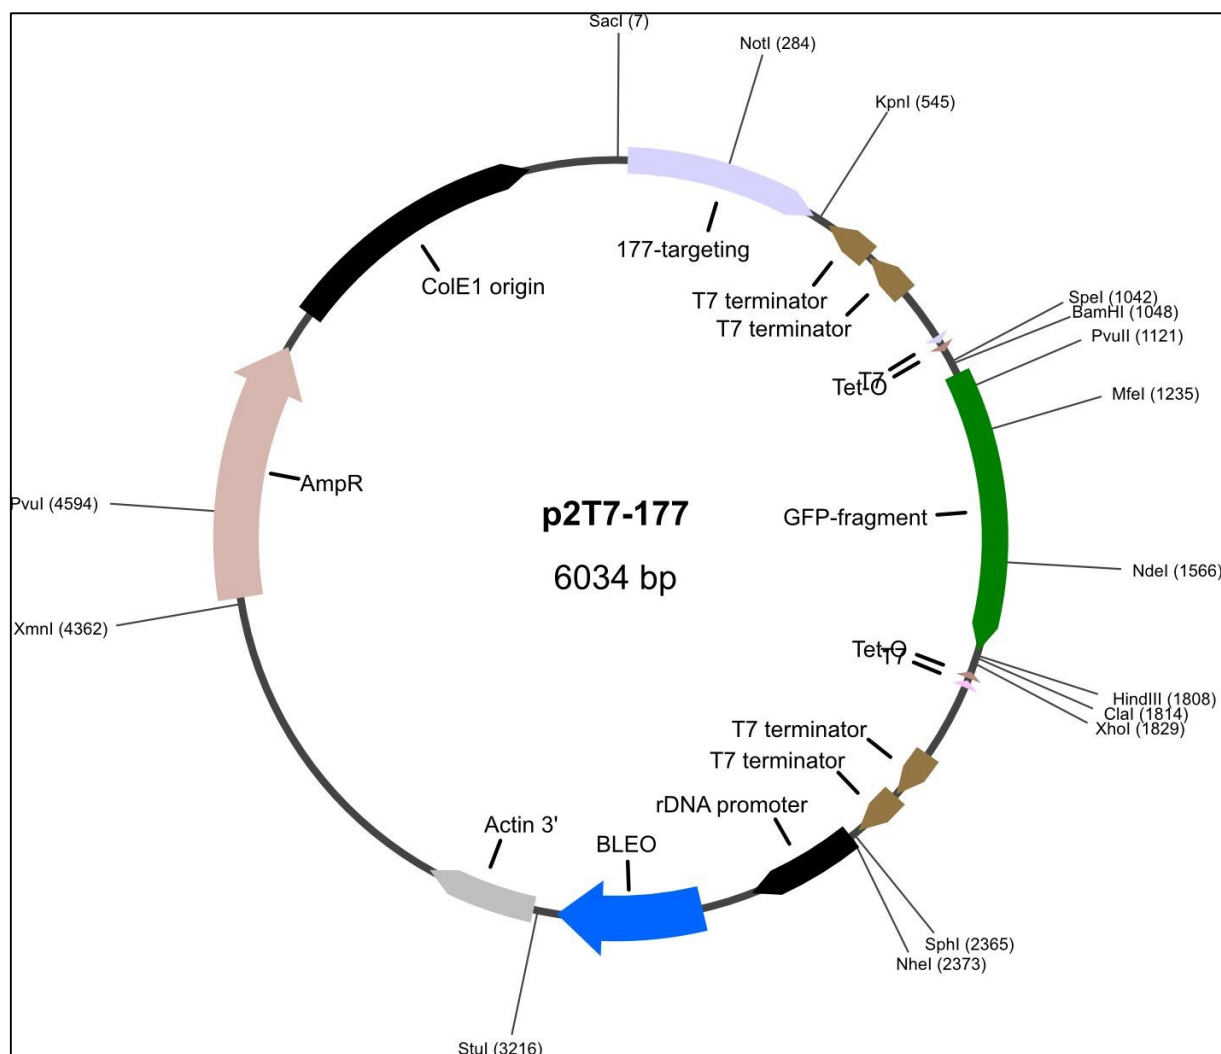 SacI (7)
NotI (284)
KpnI (545)
177-targeting
ColE1 origin
T7 terminator
T7 terminator
SpeI (1042)
BamHI (1048)
PvuII (1121)
T7
Tet-O
MfeI (1235)
AmpR
PvuI (4594)
p2T7-177
GFP-fragment
6034 bp
NdeI (1566)
XmnI (4362)
Tet-O
T7
HindIII (1808)
ClaI (1814)
XhoI (1829)
T7 terminator
T7 terminator
rDNA promoter
Actin 3'
BLEO
SphI (2365)
NheI (2373)
StuI (3216)